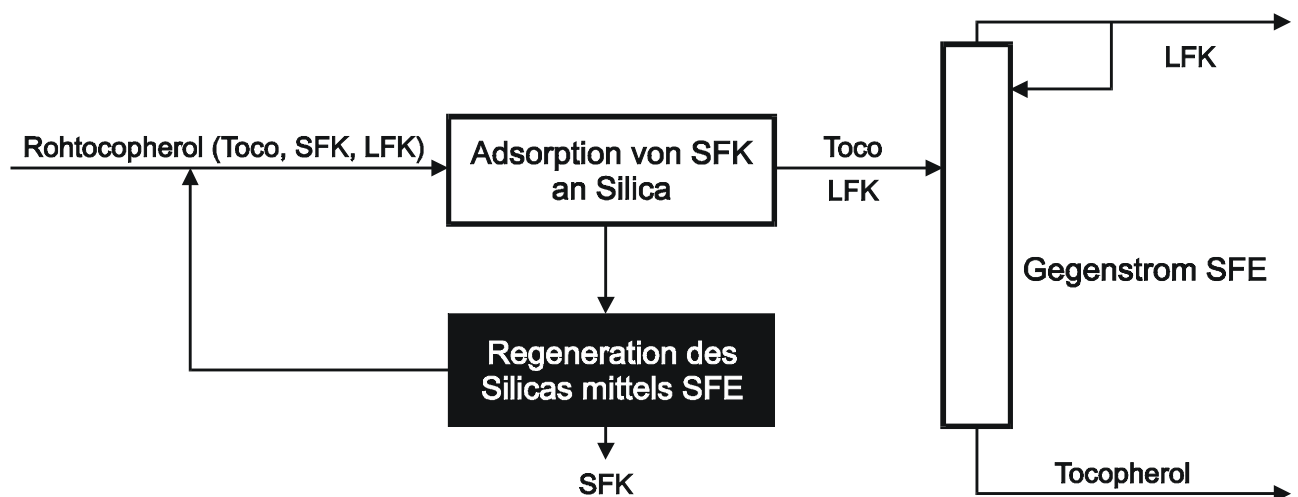 LFK
Rohtocopherol (Toco, SFK, LFK)
Adsorption von SFK
an Silica
Toco
LFK
Gegenstrom SFE
Regeneration des
Silicas mittels SFE
SFK
Tocopherol